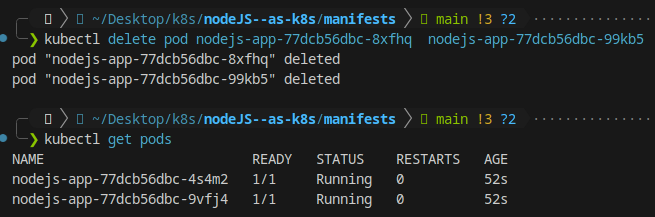 ~/Desktop/k8s/nodeJS--as-k8s/manifests main !3 ?2
❯ kubectl delete pod nodejs-app-77dcb56dbc-8xfhq  nodejs-app-77dcb56dbc-99kb5
pod "nodejs-app-77dcb56dbc-8xfhq" deleted
pod "nodejs-app-77dcb56dbc-99kb5" deleted
~/Desktop/k8s/nodeJS--as-k8s/manifests main !3 ?2
❯ kubectl get pods
NAME READY STATUS RESTARTS AGE
nodejs-app-77dcb56dbc-4s4m2 1/1 Running 0 52s
nodejs-app-77dcb56dbc-9vfj4 1/1 Running 0 52s